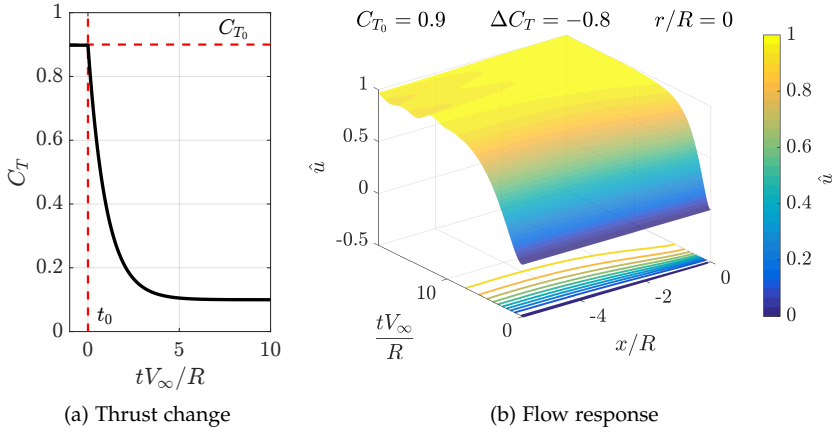 C_{T_0}
1
0.8
0.6
0.4
0.2
0
C_T
t_0
0 5 10
tV_∞/R
(a) Thrust change
C_{T_0} = 0.9 ΔC_T = −0.8 r/R = 0
1
0.5
0
-0.5
û
10
0
tV_∞/R
-4
-2
0
x/R
1
0.8
0.6
0.4
0.2
0
û
(b) Flow response